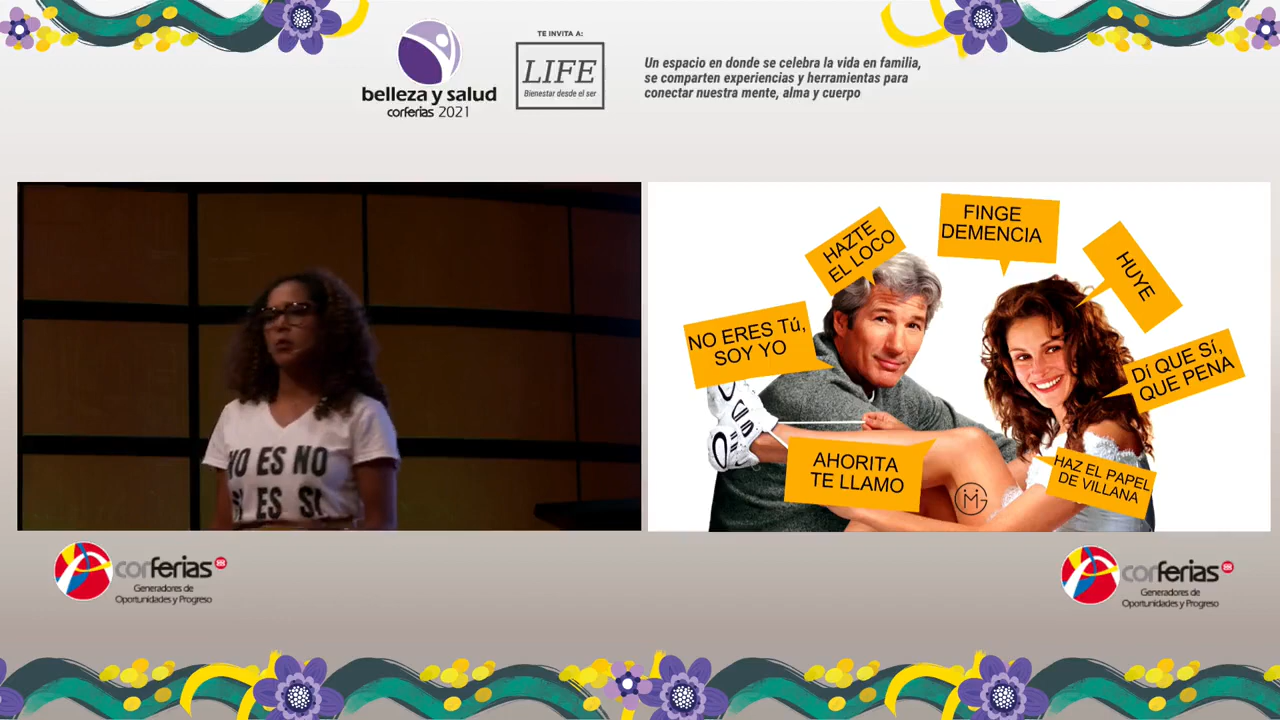 TE INVITA A:
LIFE
Bienestar desde el ser
belleza y salud
corferias 2021
Un espacio en donde se celebra la vida en familia,
se comparten experiencias y herramientas para
conectar nuestra mente, alma y cuerpo
NO ES NO
SI ES SI
FINGE
DEMENCIA
HAZTE
EL LOCO
HUYE
NO ERES Tú,
SOY YO
Dí QUE Sí,
QUE PENA
AHORITA
TE LLAMO
HAZ EL PAPEL
DE VILLANA
corferias
Generadores de
Oportunidades y Progreso
corferias
Generadores de
Oportunidades y Progreso